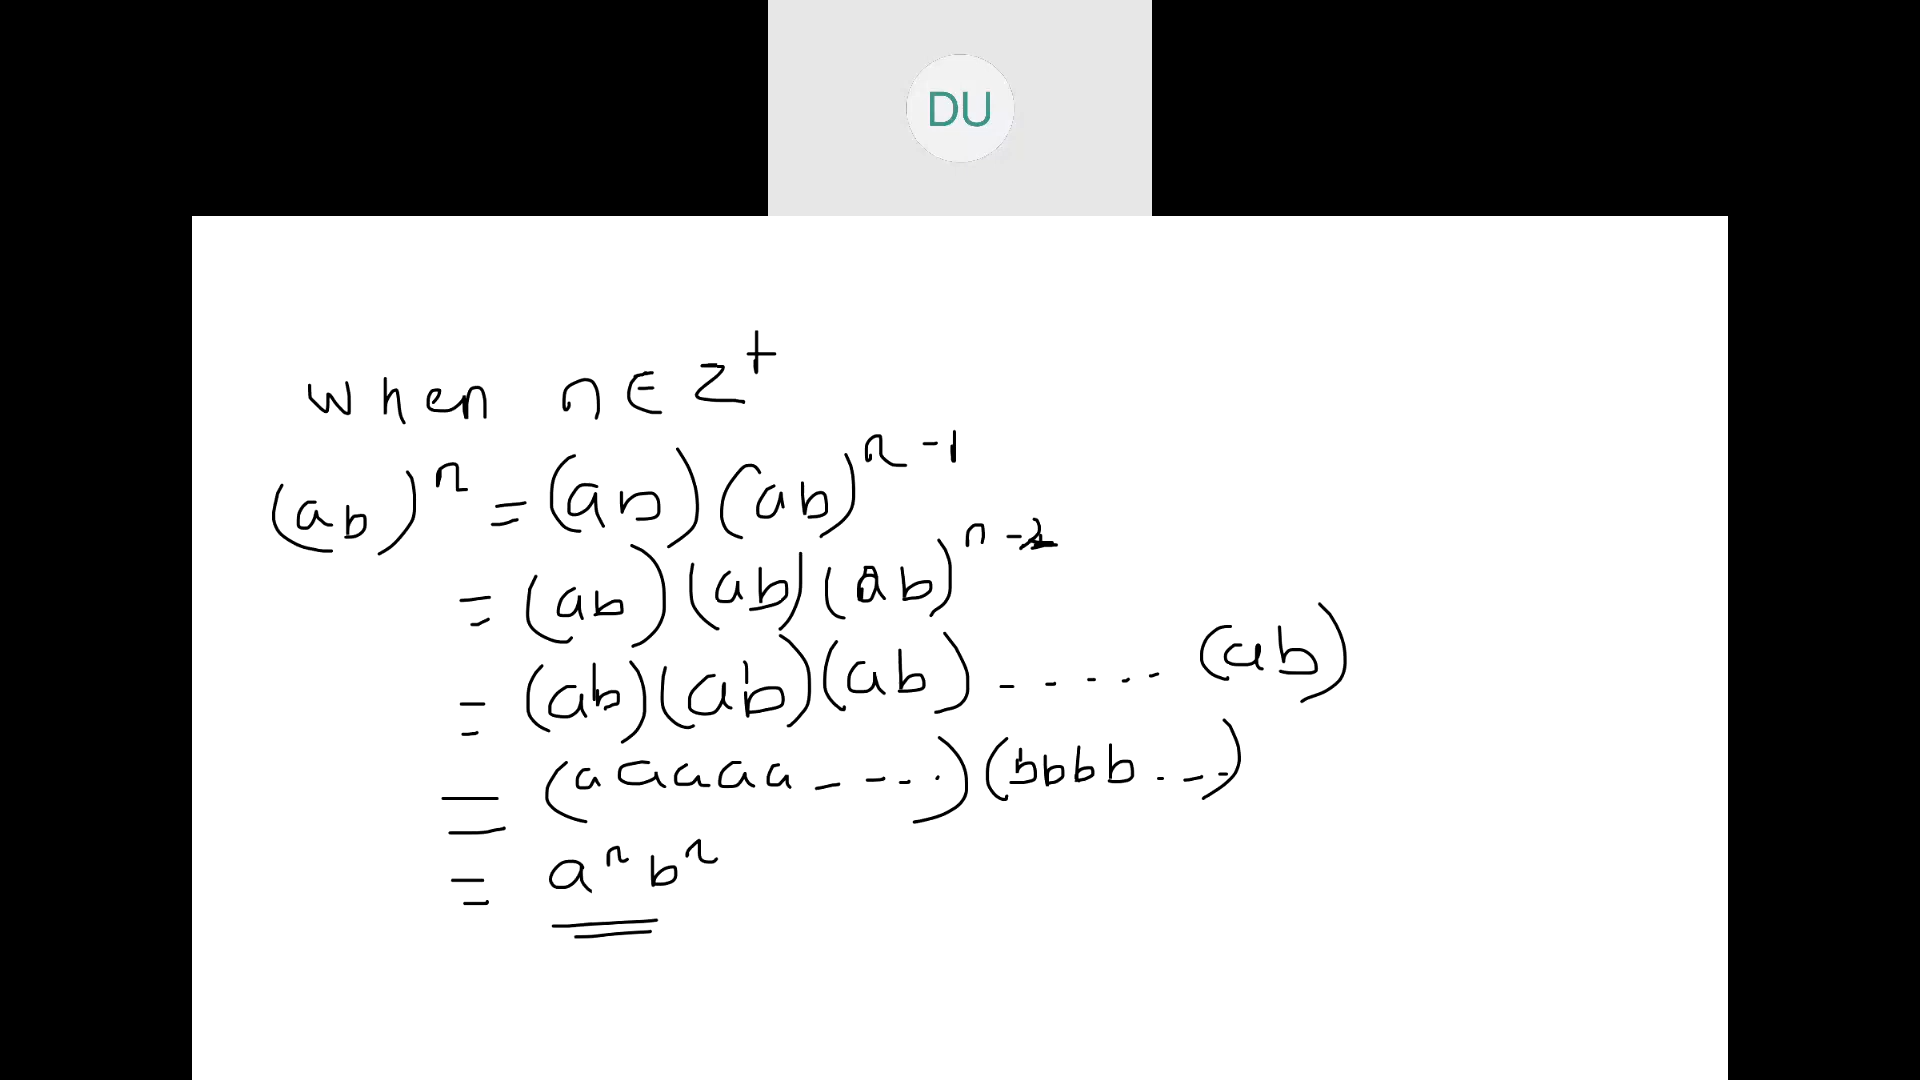 DU
when n ∈ Z⁺
(ab)ⁿ = (ab)(ab)ⁿ⁻¹
= (ab)(ab)(ab)ⁿ⁻²
= (ab)(ab)(ab) - - - - - (ab)
= (aaaaa - - - ·)(bbbb · - -)
= aⁿbⁿ